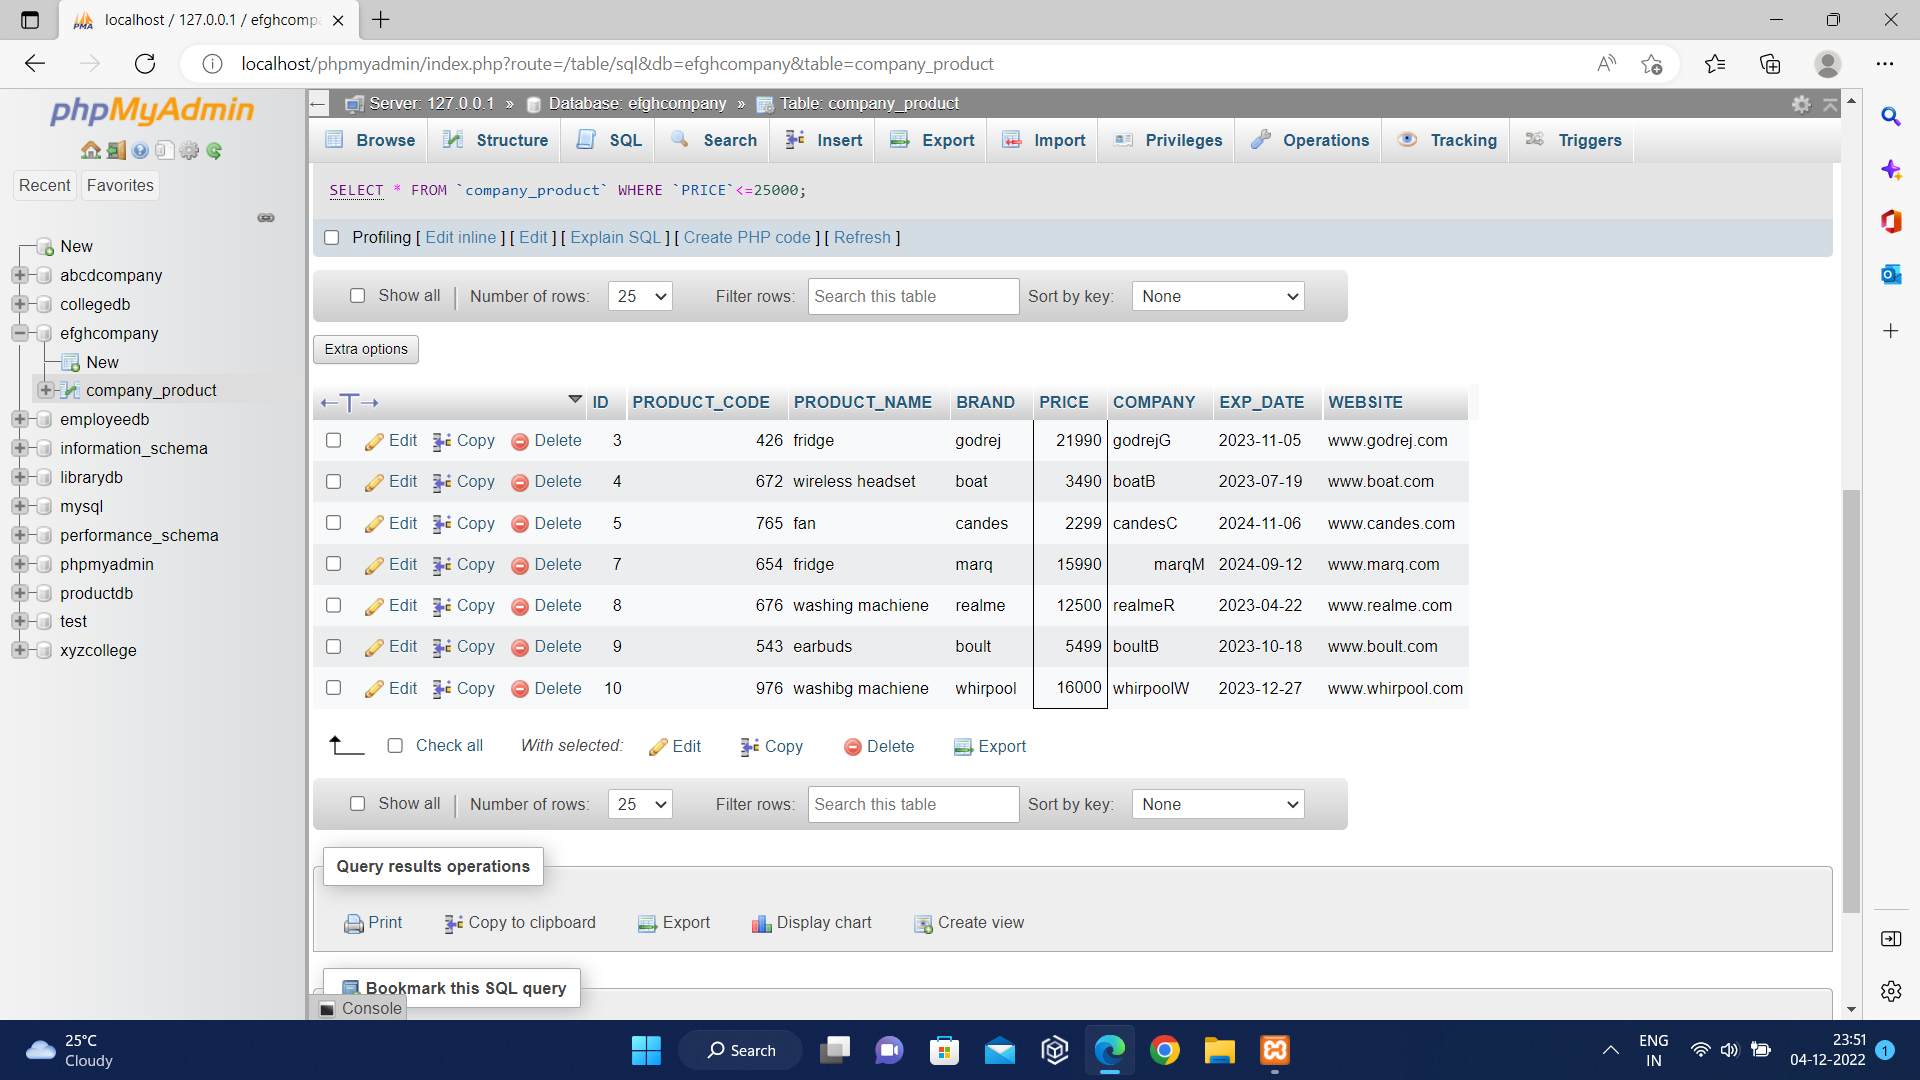 localhost / 127.0.0.1 / efghcomp
localhost/phpmyadmin/index.php?route=/table/sql&db=efghcompany&table=company_product
phpMyAdmin
Recent Favorites
New
abcdcompany
collegedb
efghcompany
New
company_product
employeedb
information_schema
librarydb
mysql
performance_schema
phpmyadmin
productdb
test
xyzcollege
Server: 127.0.0.1 » Database: efghcompany » Table: company_product
Browse Structure SQL Search Insert Export Import Privileges Operations Tracking Triggers
SELECT * FROM `company_product` WHERE `PRICE`<=25000;
Profiling [ Edit inline ] [ Edit ] [ Explain SQL ] [ Create PHP code ] [ Refresh ]
Show all | Number of rows: 25 Filter rows: Search this table Sort by key: None
Extra options
←T→ ID PRODUCT_CODE PRODUCT_NAME BRAND PRICE COMPANY EXP_DATE WEBSITE
Edit Copy Delete 3 426 fridge godrej 21990 godrejG 2023-11-05 www.godrej.com
Edit Copy Delete 4 672 wireless headset boat 3490 boatB 2023-07-19 www.boat.com
Edit Copy Delete 5 765 fan candes 2299 candesC 2024-11-06 www.candes.com
Edit Copy Delete 7 654 fridge marq 15990 marqM 2024-09-12 www.marq.com
Edit Copy Delete 8 676 washing machiene realme 12500 realmeR 2023-04-22 www.realme.com
Edit Copy Delete 9 543 earbuds boult 5499 boultB 2023-10-18 www.boult.com
Edit Copy Delete 10 976 washibg machiene whirpool 16000 whirpoolW 2023-12-27 www.whirpool.com
Check all With selected: Edit Copy Delete Export
Show all | Number of rows: 25 Filter rows: Search this table Sort by key: None
Query results operations
Print Copy to clipboard Export Display chart Create view
Bookmark this SQL query
Console
25°C
Cloudy
Search
ENG
IN
23:51
04-12-2022
1